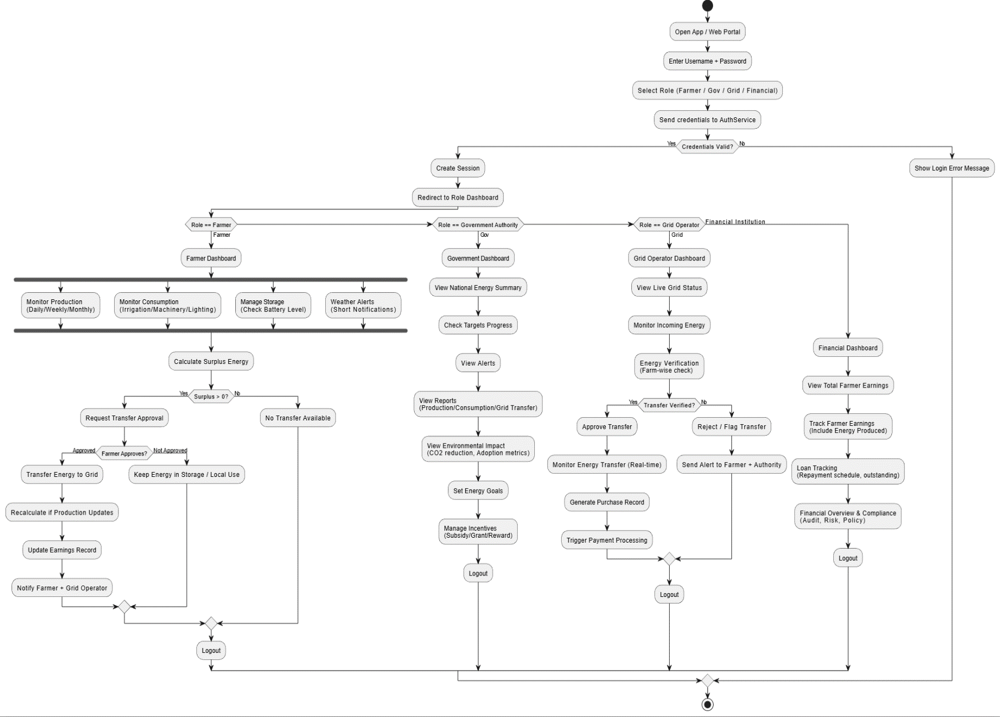 Open App / Web Portal
Enter Username + Password
Select Role (Farmer / Gov / Grid / Financial)
Send credentials to AuthService
Yes
Credentials Valid?
No
Create Session
Show Login Error Message
Redirect to Role Dashboard
Role == Farmer
Role == Government Authority
Role == Grid Operator
Financial Institution
Farmer
Gov
Grid
Farmer Dashboard
Government Dashboard
Grid Operator Dashboard
View National Energy Summary
View Live Grid Status
Monitor Production
(Daily/Weekly/Monthly)
Monitor Consumption
(Irrigation/Machinery/Lighting)
Manage Storage
(Check Battery Level)
Weather Alerts
(Short Notifications)
Check Targets Progress
Monitor Incoming Energy
Financial Dashboard
Calculate Surplus Energy
View Alerts
Energy Verification
(Farm-wise check)
View Total Farmer Earnings
Yes
Surplus > 0?
No
View Reports
(Production/Consumption/Grid Transfer)
Yes
Transfer Verified?
No
Request Transfer Approval
No Transfer Available
Approve Transfer
Reject / Flag Transfer
Track Farmer Earnings
(Include Energy Produced)
Approved
Farmer Approves?
Not Approved
View Environmental Impact
(CO2 reduction, Adoption metrics)
Monitor Energy Transfer (Real-time)
Send Alert to Farmer + Authority
Loan Tracking
(Repayment schedule, outstanding)
Transfer Energy to Grid
Keep Energy in Storage / Local Use
Set Energy Goals
Generate Purchase Record
Recalculate if Production Updates
Financial Overview & Compliance
(Audit, Risk, Policy)
Manage Incentives
(Subsidy/Grant/Reward)
Trigger Payment Processing
Update Earnings Record
Logout
Logout
Notify Farmer + Grid Operator
Logout
Logout